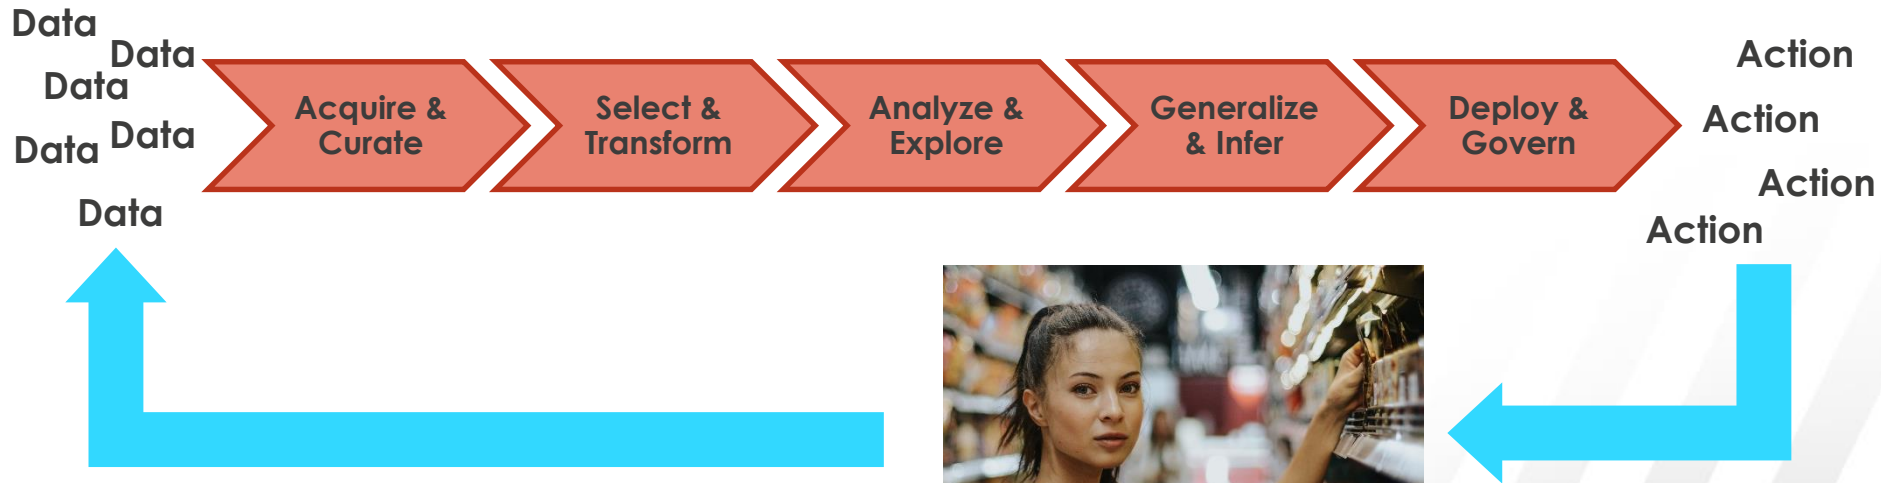 Data
Data
Data
Data
Data
Data
Acquire &
Curate
Select &
Transform
Analyze &
Explore
Generalize
& Infer
Deploy &
Govern
Action
Action
Action
Action